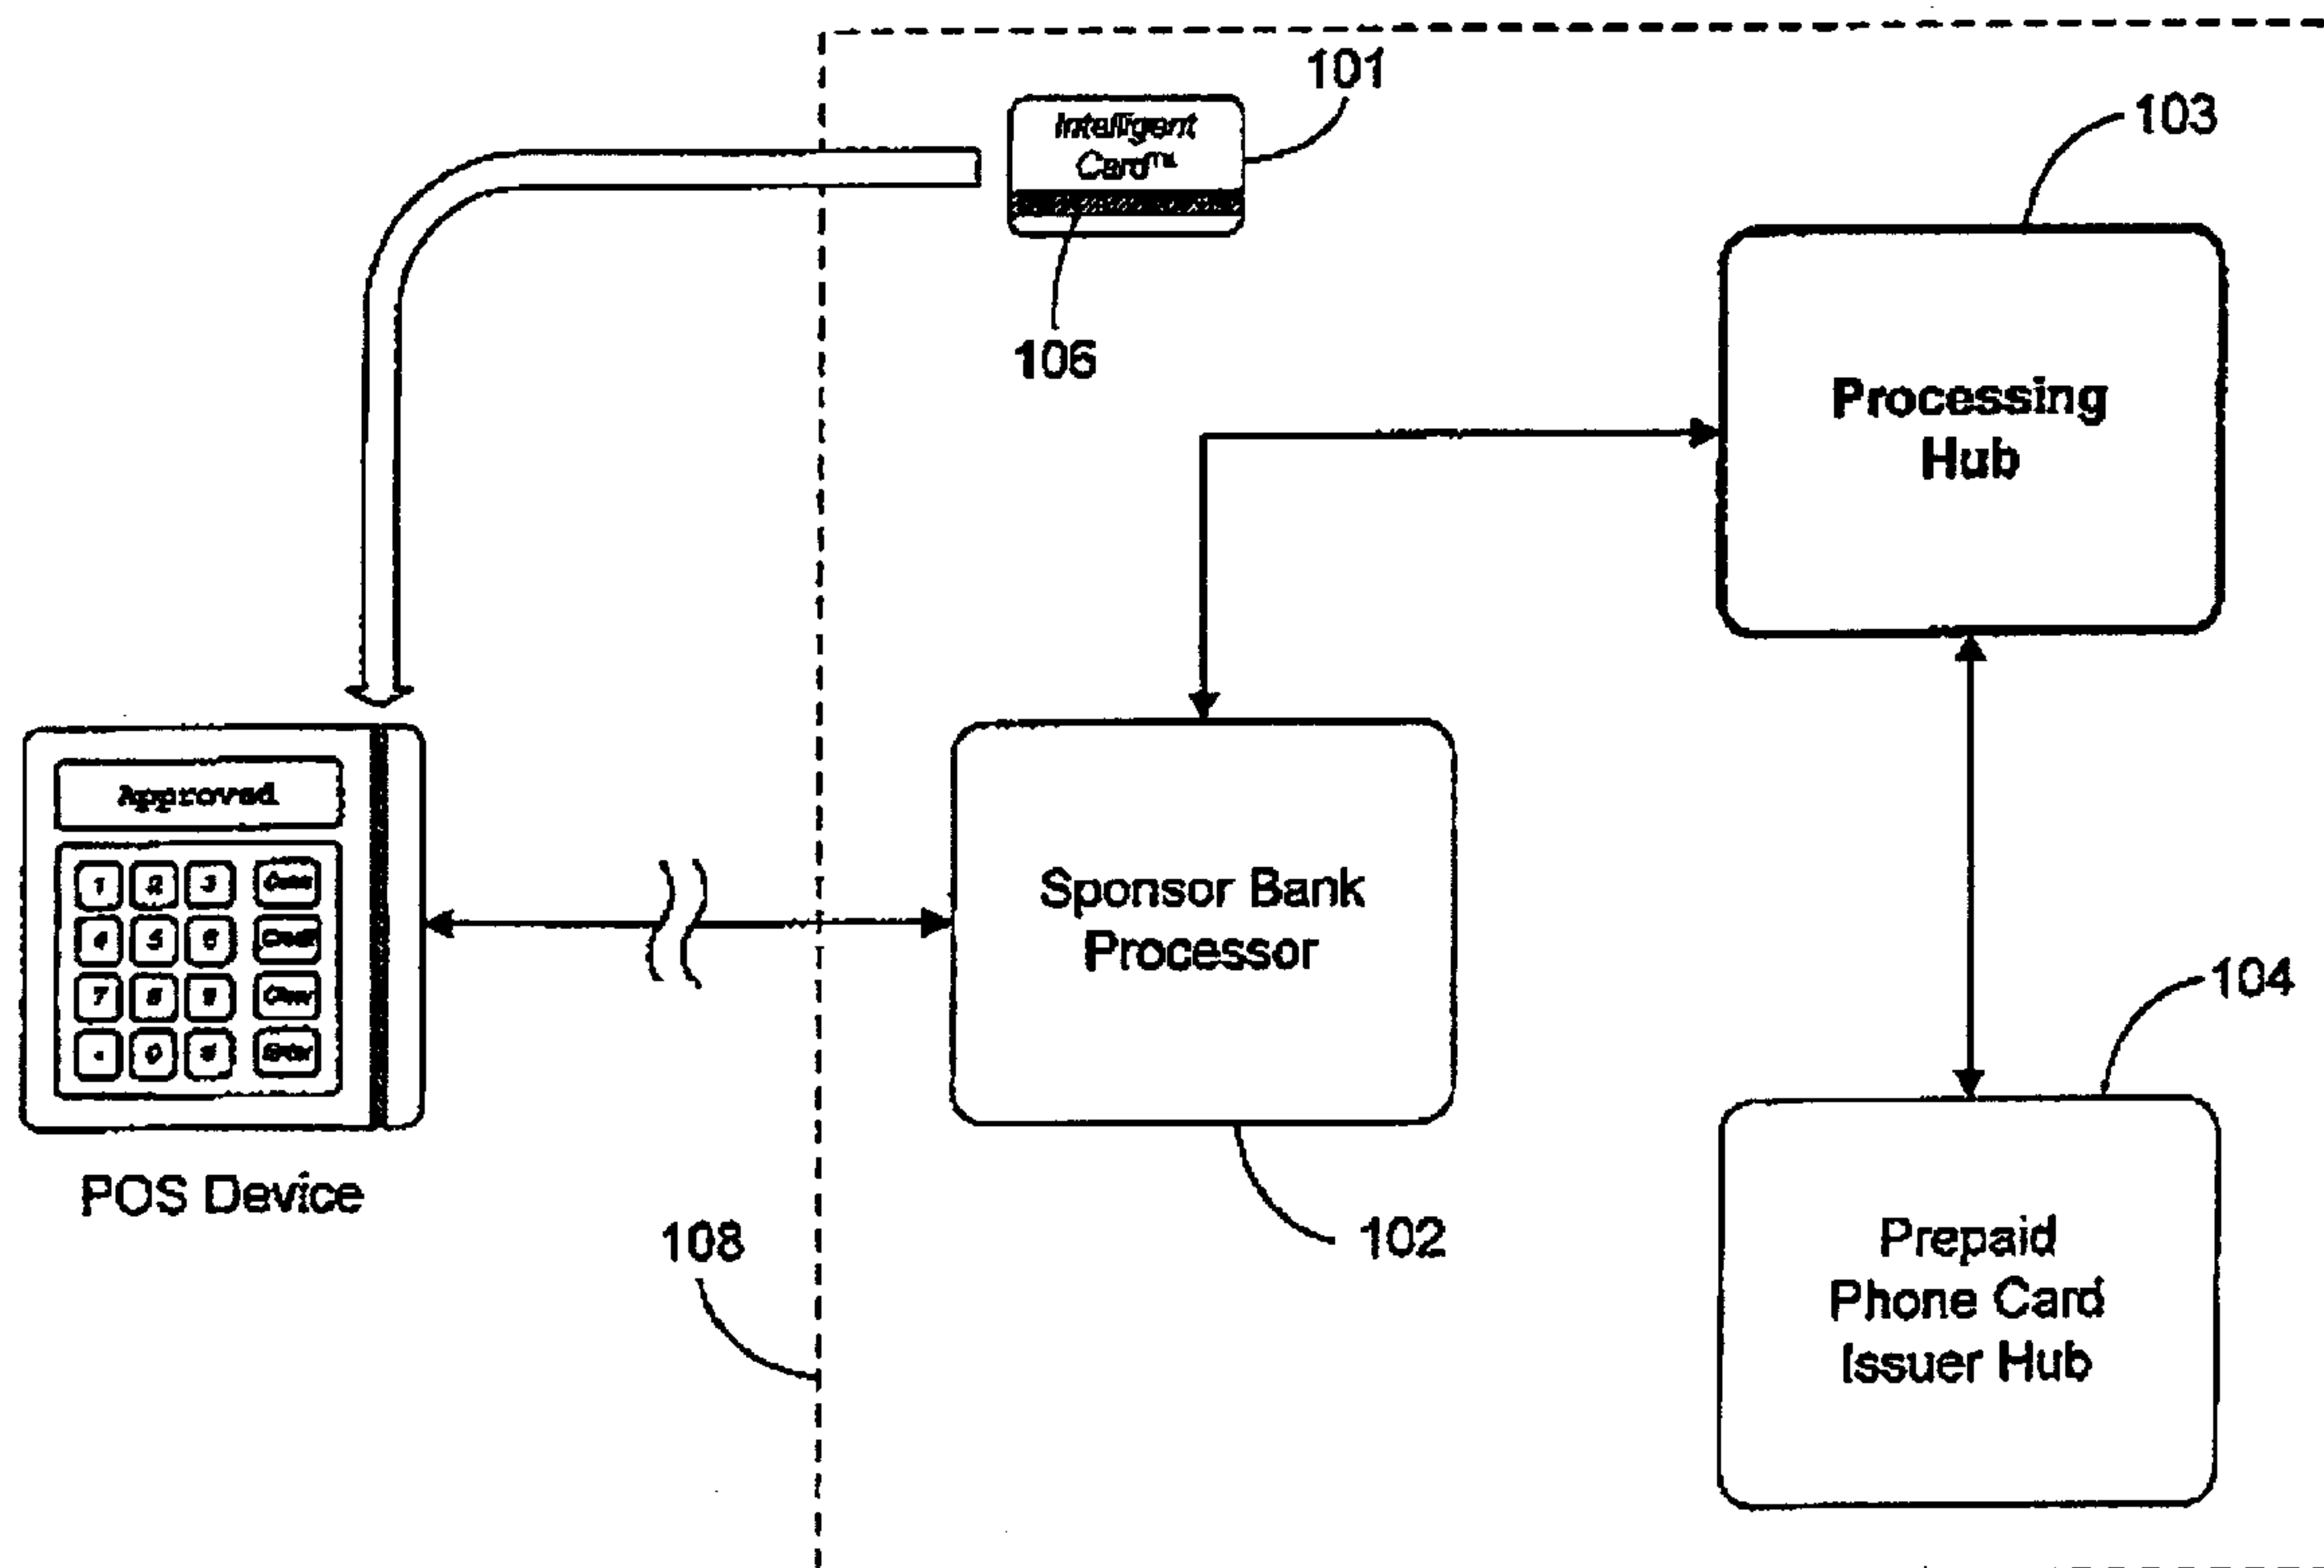 101
Intelligent
Card™
103
106
Processing
Hub
Approved
1 2 3
4 5 6
7 8 9
0 #
Enter
Sponsor Bank
Processor
104
POS Device
108
102
Prepaid
Phone Card
Issuer Hub